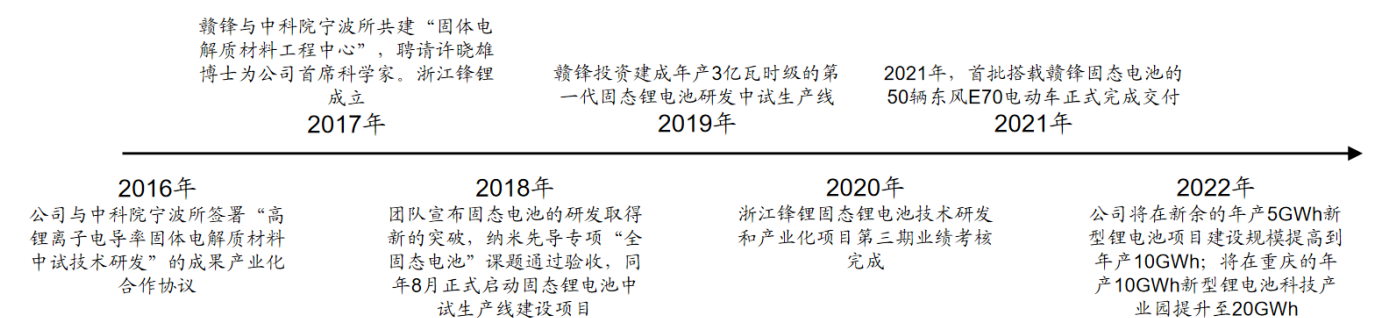 赣锋与中科院宁波所共建“固体电
解质材料工程中心”，聘请许晓雄
博士为公司首席科学家。浙江锋锂
成立
2017年
赣锋投资建成年产3亿瓦时级的第
一代固态锂电池研发中试生产线
2019年
2021年，首批搭载赣锋固态电池的
50辆东风E70电动车正式完成交付
2021年
2016年
公司与中科院宁波所签署“高
锂离子电导率固体电解质材料
中试技术研发”的成果产业化
合作协议
2018年
团队宣布固态电池的研发取得
新的突破，纳米先导专项“全
固态电池”课题通过验收，同
年8月正式启动固态锂电池中
试生产线建设项目
2020年
浙江锋锂固态锂电池技术研发
和产业化项目第三期业绩考核
完成
2022年
公司将在新余的年产5GWh新
型锂电池项目建设规模提高到
年产10GWh；将在重庆的年
产10GWh新型锂电池科技产
业园提升至20GWh